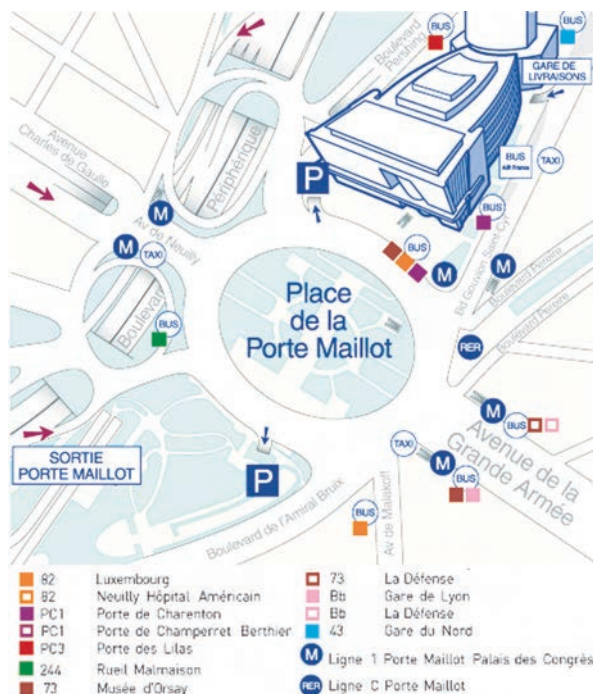 BUS
BUS
Boulevard
Pershing
GARE DE
LIVRAISONS
Avenue
Charles de Gaulle
Périphérique
BUS
AIR France
TAXI
P
M
Av de Neuilly
M
TAXI
BUS
BUS
M
Bd Gouvion Saint Cyr
M
Boulevard Pereire
Boulevard Pereire
Boulevard
BUS
Place
de la
Porte Maillot
RER
M
BUS
Avenue de la
Grande Armée
SORTIE
PORTE MAILLOT
P
TAXI
M
BUS
BUS
Boulevard de l'Amiral Bruix
Av de Malakoff
82 Luxembourg
82 Neuilly Hôpital Américain
PC1 Porte de Charenton
PC1 Porte de Champerret Berthier
PC3 Porte des Lilas
244 Rueil Malmaison
73 Musée d'Orsay
73 La Défense
Bb Gare de Lyon
Bb La Défense
43 Gare du Nord
M Ligne 1 Porte Maillot Palais des Congrès
RER Ligne C Porte Maillot